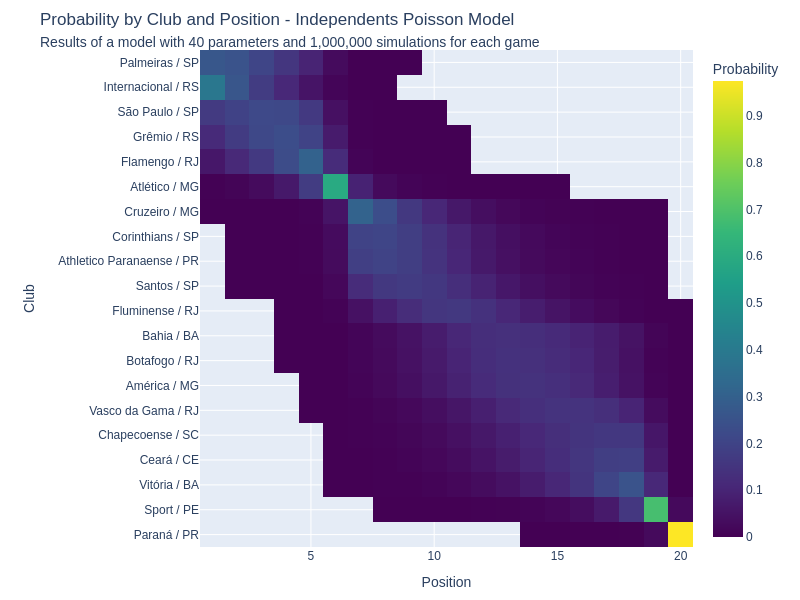 Probability by Club and Position - Independents Poisson Model
Results of a model with 40 parameters and 1,000,000 simulations for each game
Probability
Palmeiras / SP
Internacional / RS
São Paulo / SP
Grêmio / RS
Flamengo / RJ
Atlético / MG
Cruzeiro / MG
Corinthians / SP
Athletico Paranaense / PR
Santos / SP
Fluminense / RJ
Bahia / BA
Botafogo / RJ
América / MG
Vasco da Gama / RJ
Chapecoense / SC
Ceará / CE
Vitória / BA
Sport / PE
Paraná / PR
Club
5
10
15
20
Position
0.9
0.8
0.7
0.6
0.5
0.4
0.3
0.2
0.1
0